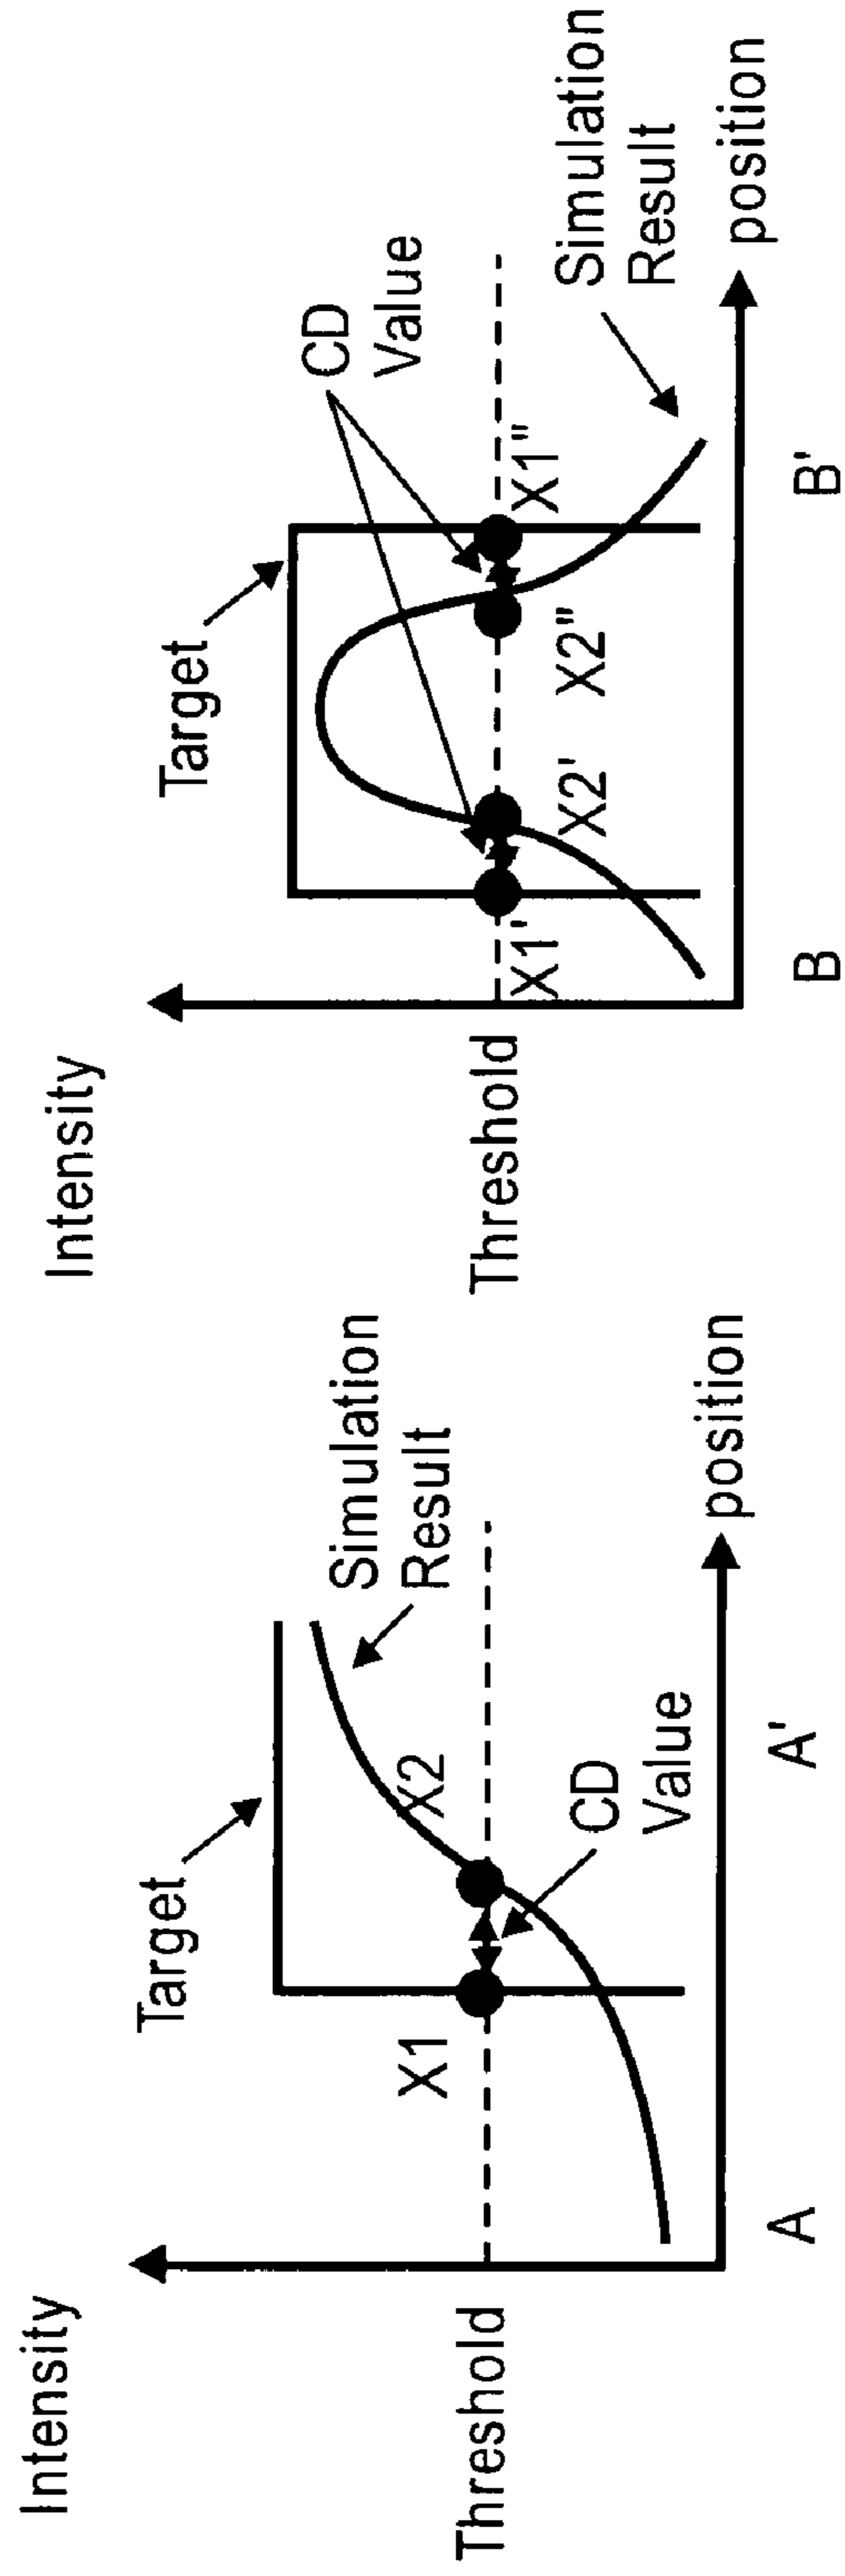 Intensity
Target
Simulation
Result
X1
X2
Threshold
CD
Value
position
A
A'
Intensity
Target
CD
Value
Threshold
X1'
X2'
X2"
X1"
Simulation
Result
position
B
B'